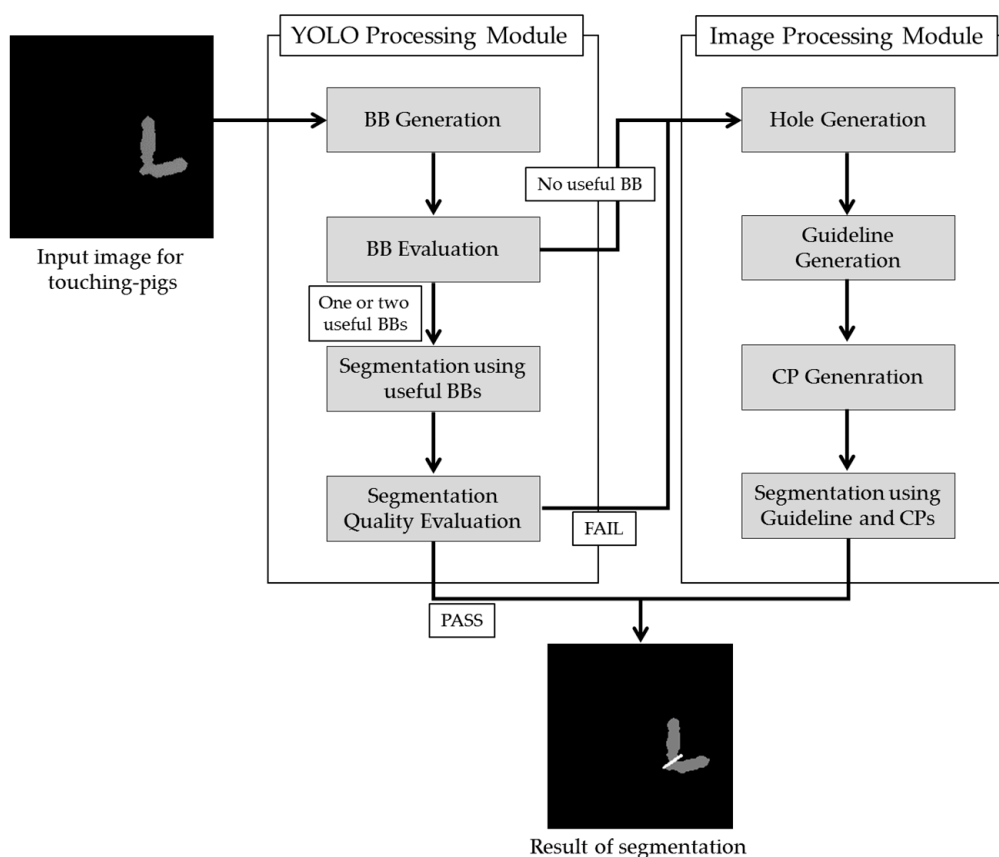 YOLO Processing Module
Image Processing Module
BB Generation
Hole Generation
No useful BB
BB Evaluation
Guideline
Generation
Input image for
touching-pigs
One or two
useful BBs
Segmentation using
useful BBs
CP Genenration
Segmentation
Quality Evaluation
Segmentation using
Guideline and CPs
FAIL
PASS
Result of segmentation